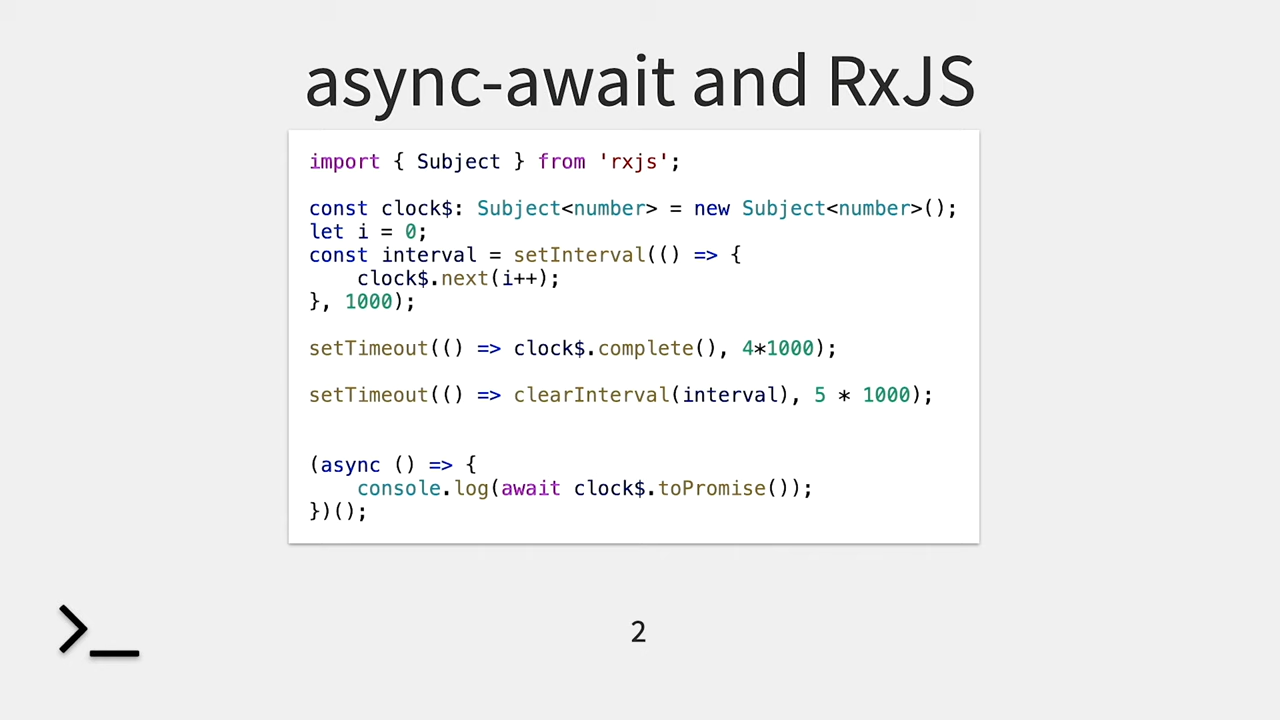 async-await and RxJS
import { Subject } from 'rxjs';
const clock$: Subject<number> = new Subject<number>();
let i = 0;
const interval = setInterval(() => {
    clock$.next(i++);
}, 1000);
setTimeout(() => clock$.complete(), 4*1000);
setTimeout(() => clearInterval(interval), 5 * 1000);
(async () => {
    console.log(await clock$.toPromise());
})();
>_
2